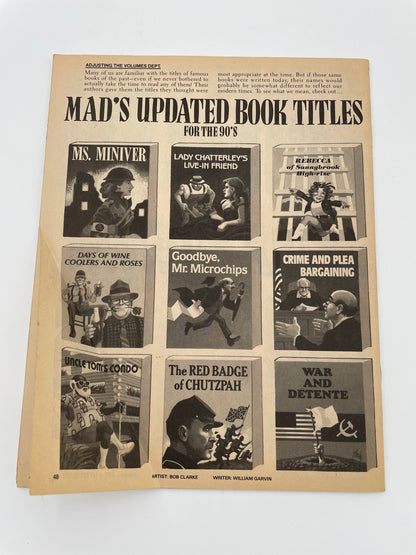 ADJUSTING THE VOLUMES DEPT.
Many of us are familiar with the titles of famous
books of the past—even if we never bothered to
actually take the time to read any of them! Their
authors gave them the titles they thought were
most appropriate at the time. But if those same
books were written today, their names would
probably be somewhat different to reflect our
modern times. To see what we mean, check out...
MAD'S UPDATED BOOK TITLES
FOR THE 90'S
MS. MINIVER
LADY CHATTERLEY'S
LIVE-IN FRIEND
REBECCA
of Sunnybrook
High-rise
DAYS OF WINE
COOLERS AND ROSES
Goodbye,
Mr. Microchips
CRIME AND PLEA
BARGAINING
UNCLE TOM'S CONDO
The RED BADGE
of CHUTZPAH
WAR
AND
DETENTE
48
ARTIST: BOB CLARKE
WRITER: WILLIAM GARVIN